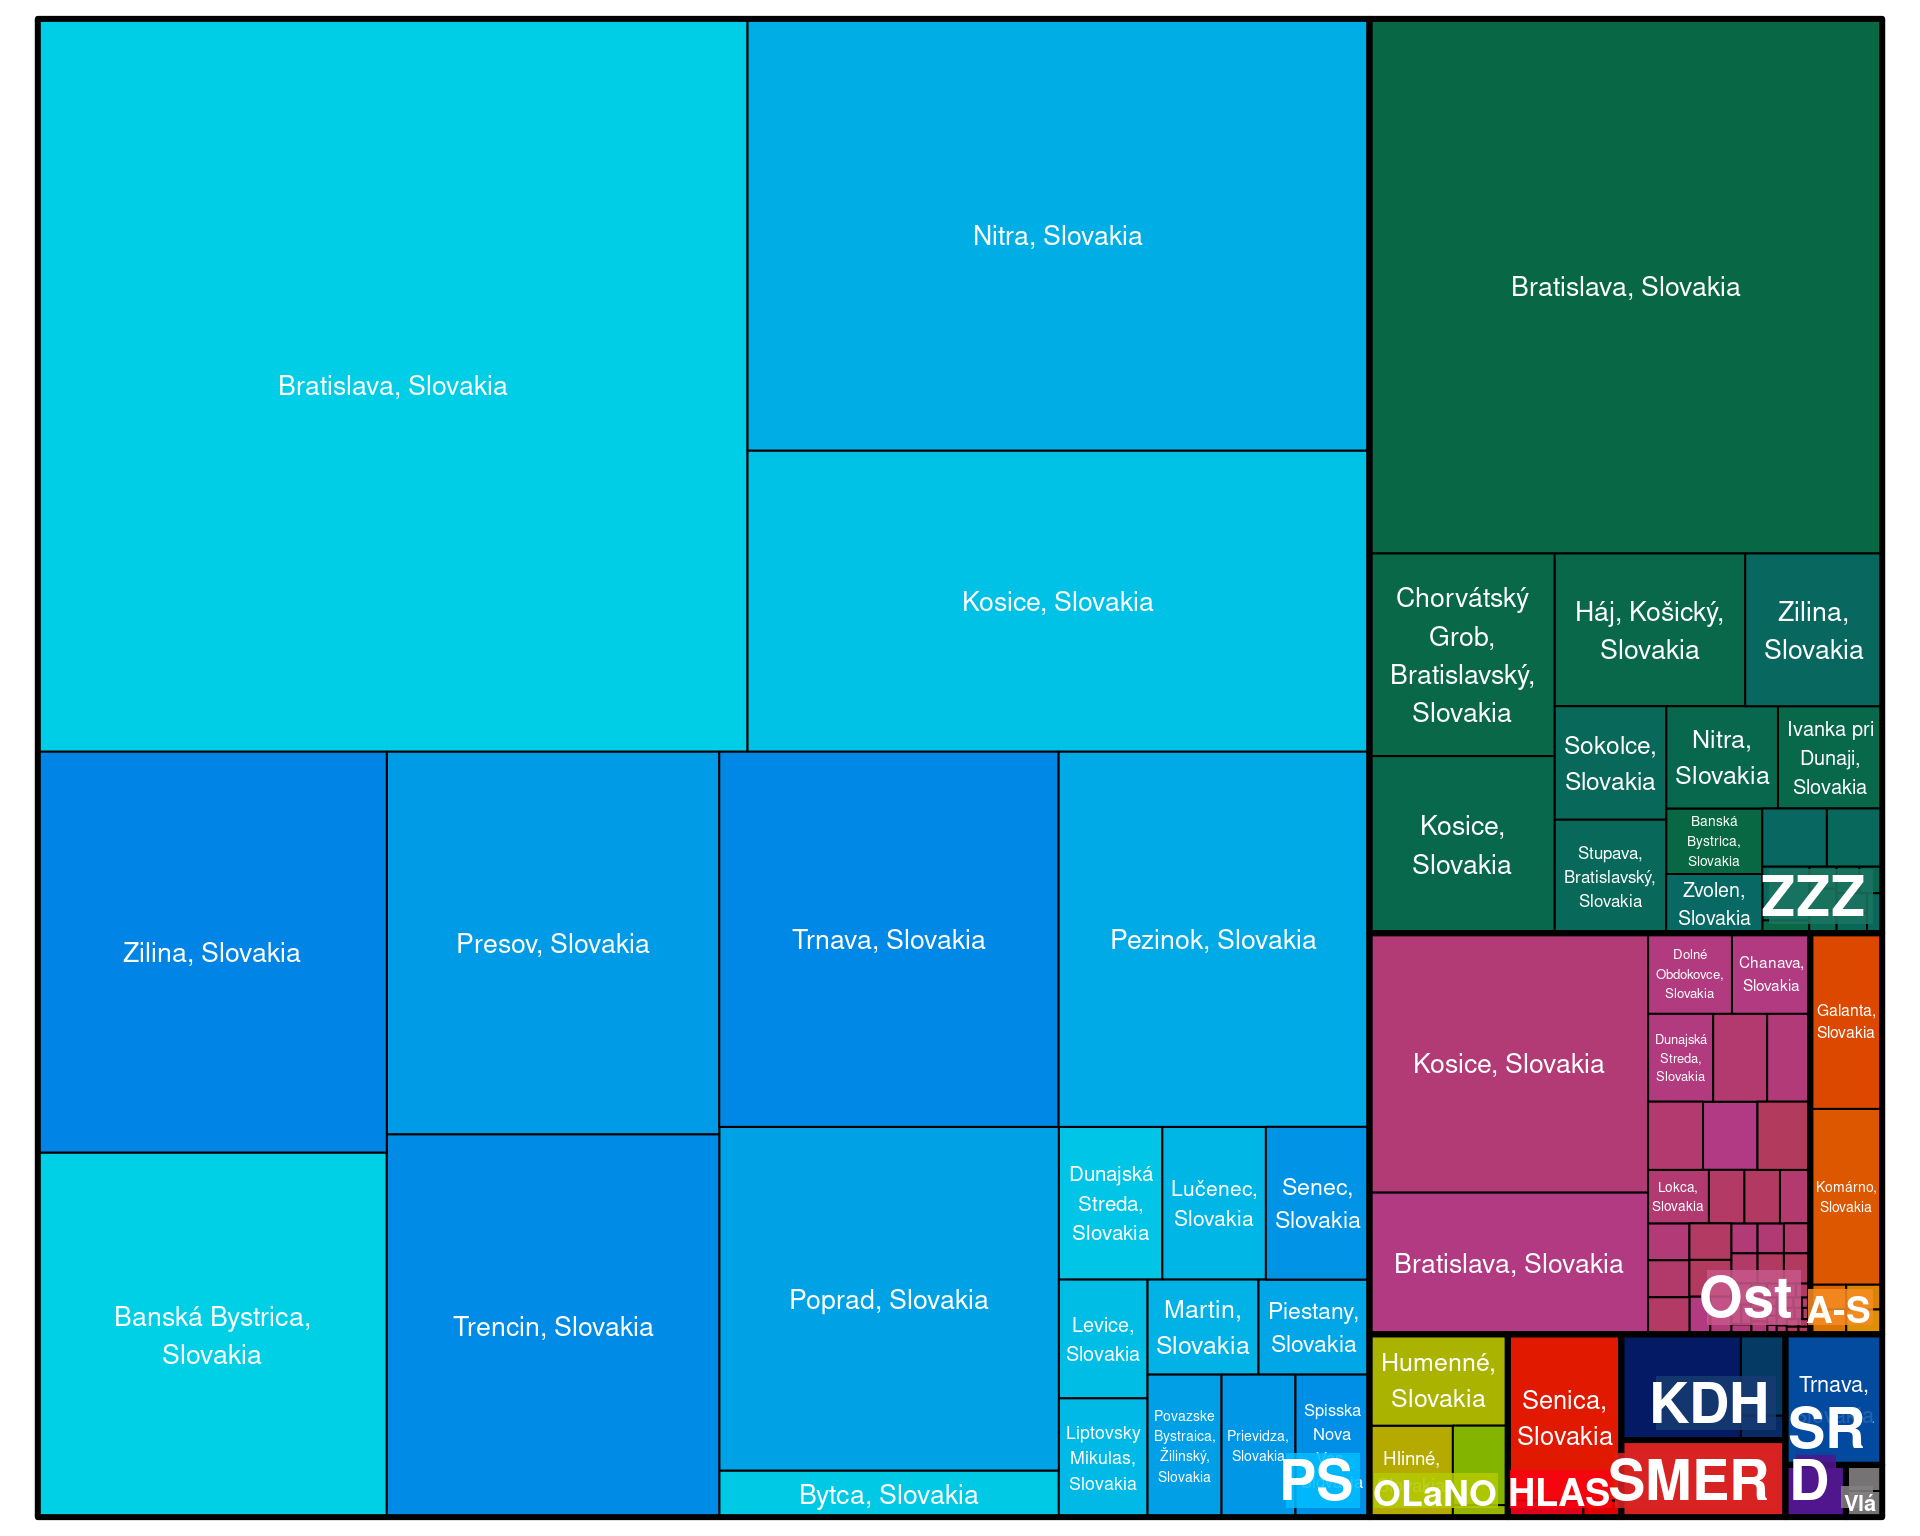 Bratislava, Slovakia
Nitra, Slovakia
Kosice, Slovakia
Zilina, Slovakia
Presov, Slovakia
Trnava, Slovakia
Pezinok, Slovakia
Banská Bystrica,
Slovakia
Trencin, Slovakia
Poprad, Slovakia
Bytca, Slovakia
Dunajská
Streda,
Slovakia
Lučenec,
Slovakia
Senec,
Slovakia
Levice,
Slovakia
Martin,
Slovakia
Piestany,
Slovakia
Liptovsky
Mikulas,
Slovakia
Povazske
Bystraica,
Žilinský,
Slovakia
Prievidza,
Slovakia
Spisska
Nova
PS
Bratislava, Slovakia
Chorvátský
Grob,
Bratislavský,
Slovakia
Háj, Košický,
Slovakia
Zilina,
Slovakia
Kosice,
Slovakia
Sokolce,
Slovakia
Nitra,
Slovakia
Ivanka pri
Dunaji,
Slovakia
Stupava,
Bratislavský,
Slovakia
Banská
Bystrica,
Slovakia
Zvolen,
Slovakia
ZZZ
Kosice, Slovakia
Bratislava, Slovakia
Dolné
Obdokovce,
Slovakia
Chanava,
Slovakia
Dunajská
Streda,
Slovakia
Lokca,
Slovakia
Ost
Galanta,
Slovakia
Komárno,
Slovakia
A-S
Humenné,
Slovakia
Hlinné,
OLaNO
Senica,
Slovakia
HLAS
KDH
SMER
Trnava,
SR
D
Vlá